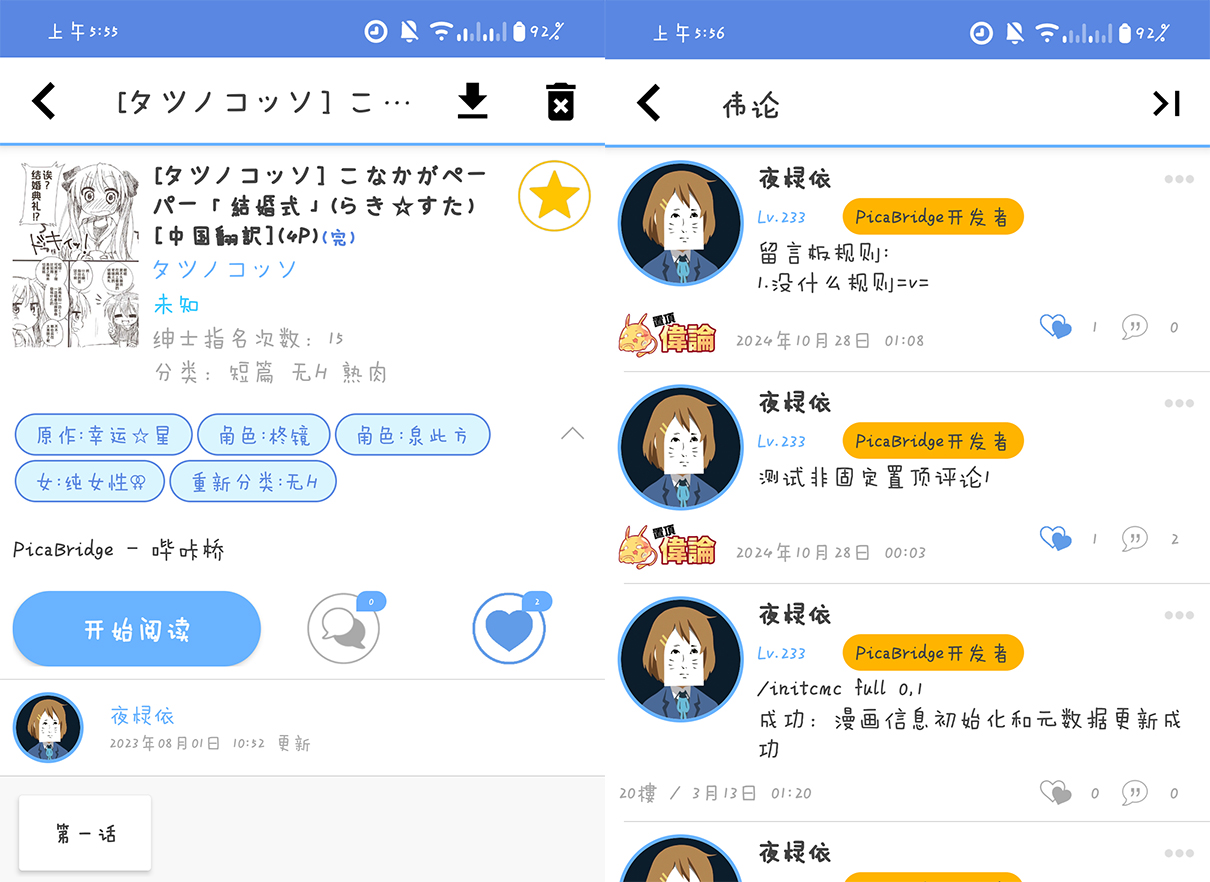 上午5:55
92%
[タツノコッソ] こ…
[タツノコッソ] こなかがペー
パー「結婚式」(らき☆すた)
[中国翻訳](4P)(完)
タツノコッソ
未知
绅士指名次数: 15
分类: 短篇 无H 熟肉
诶?
结婚典礼!?
ドキィッ!
原作:幸运☆星
角色:柊镜
角色:泉此方
女:纯女性
重新分类:无H
PicaBridge - 哔咔桥
开始阅读
0
2
夜樱依
2023年08月01日 10:52 更新
第一话
上午5:56
92%
伟论
夜樱依
Lv.233
PicaBridge开发者
留言版规则:
1.没什么规则=v=
置頂
偉論
2024年10月28日 01:08
1
0
夜樱依
Lv.233
PicaBridge开发者
测试非固定置顶评论1
置頂
偉論
2024年10月28日 00:03
1
2
夜樱依
Lv.233
PicaBridge开发者
/initcmc full 0,1
成功: 漫画信息初始化和元数据更新成
功
20樓 / 3月13日 01:20
0
0
夜樱依